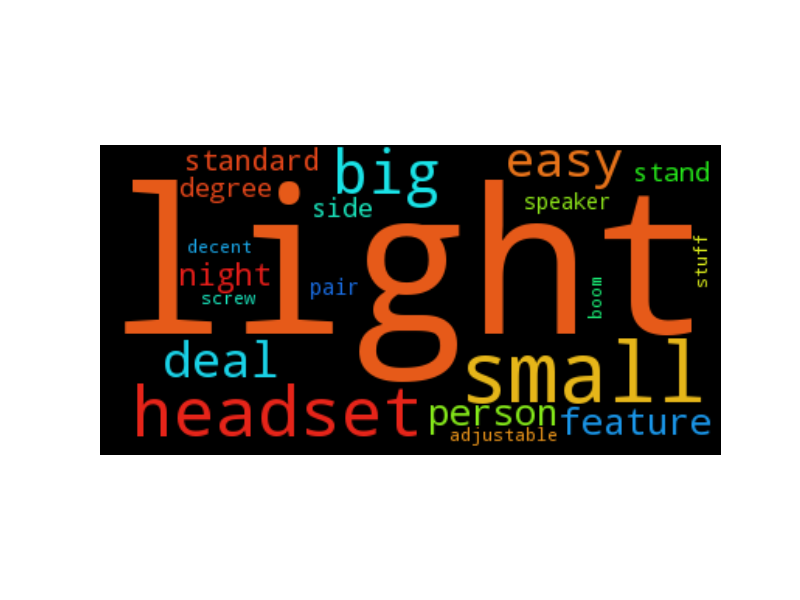 standard
big
easy
stand
degree
side
speaker
light
decent
night
screw
pair
boom
stuff
deal
small
headset
person
feature
adjustable